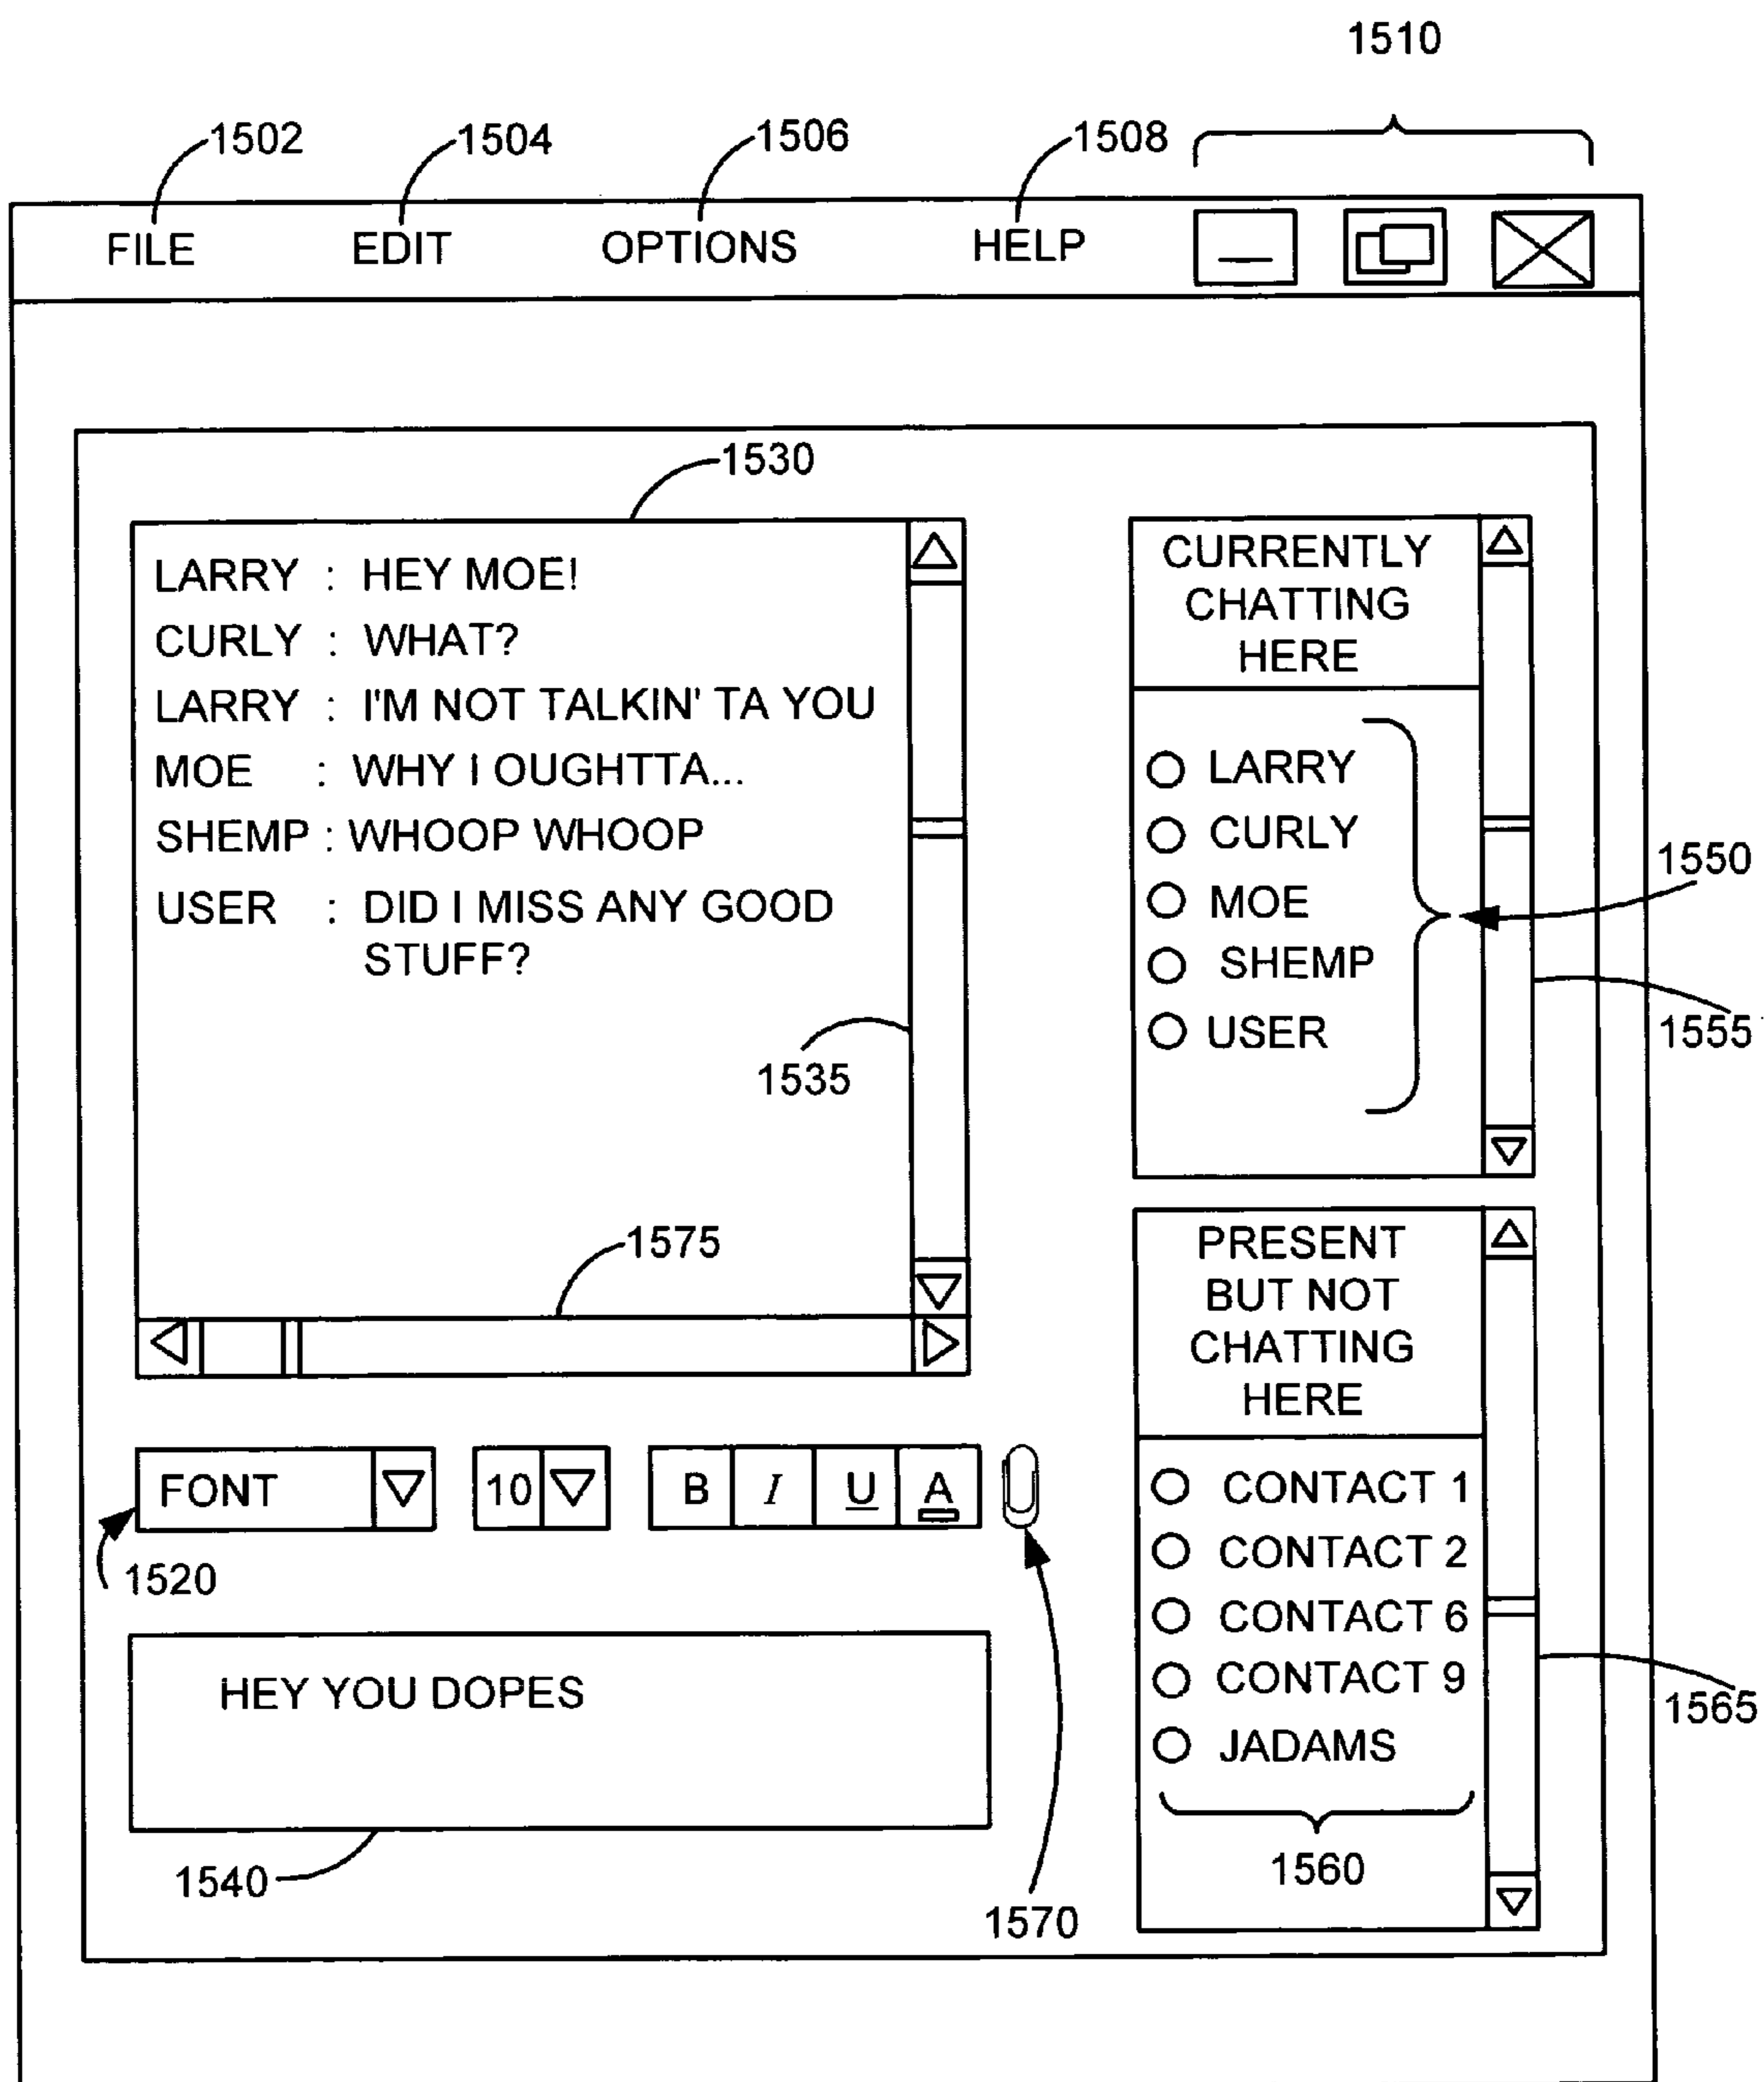 1510
1502
1504
1506
1508
FILE EDIT OPTIONS HELP
1530
LARRY : HEY MOE!
CURLY : WHAT?
LARRY : I'M NOT TALKIN' TA YOU
MOE : WHY I OUGHTTA...
SHEMP : WHOOP WHOOP
USER : DID I MISS ANY GOOD
STUFF?
1535
1575
CURRENTLY
CHATTING
HERE
LARRY
CURLY
MOE
SHEMP
USER
1550
1555
PRESENT
BUT NOT
CHATTING
HERE
CONTACT 1
CONTACT 2
CONTACT 6
CONTACT 9
JADAMS
1560
1565
FONT 10 B I U A
1520
1570
HEY YOU DOPES
1540